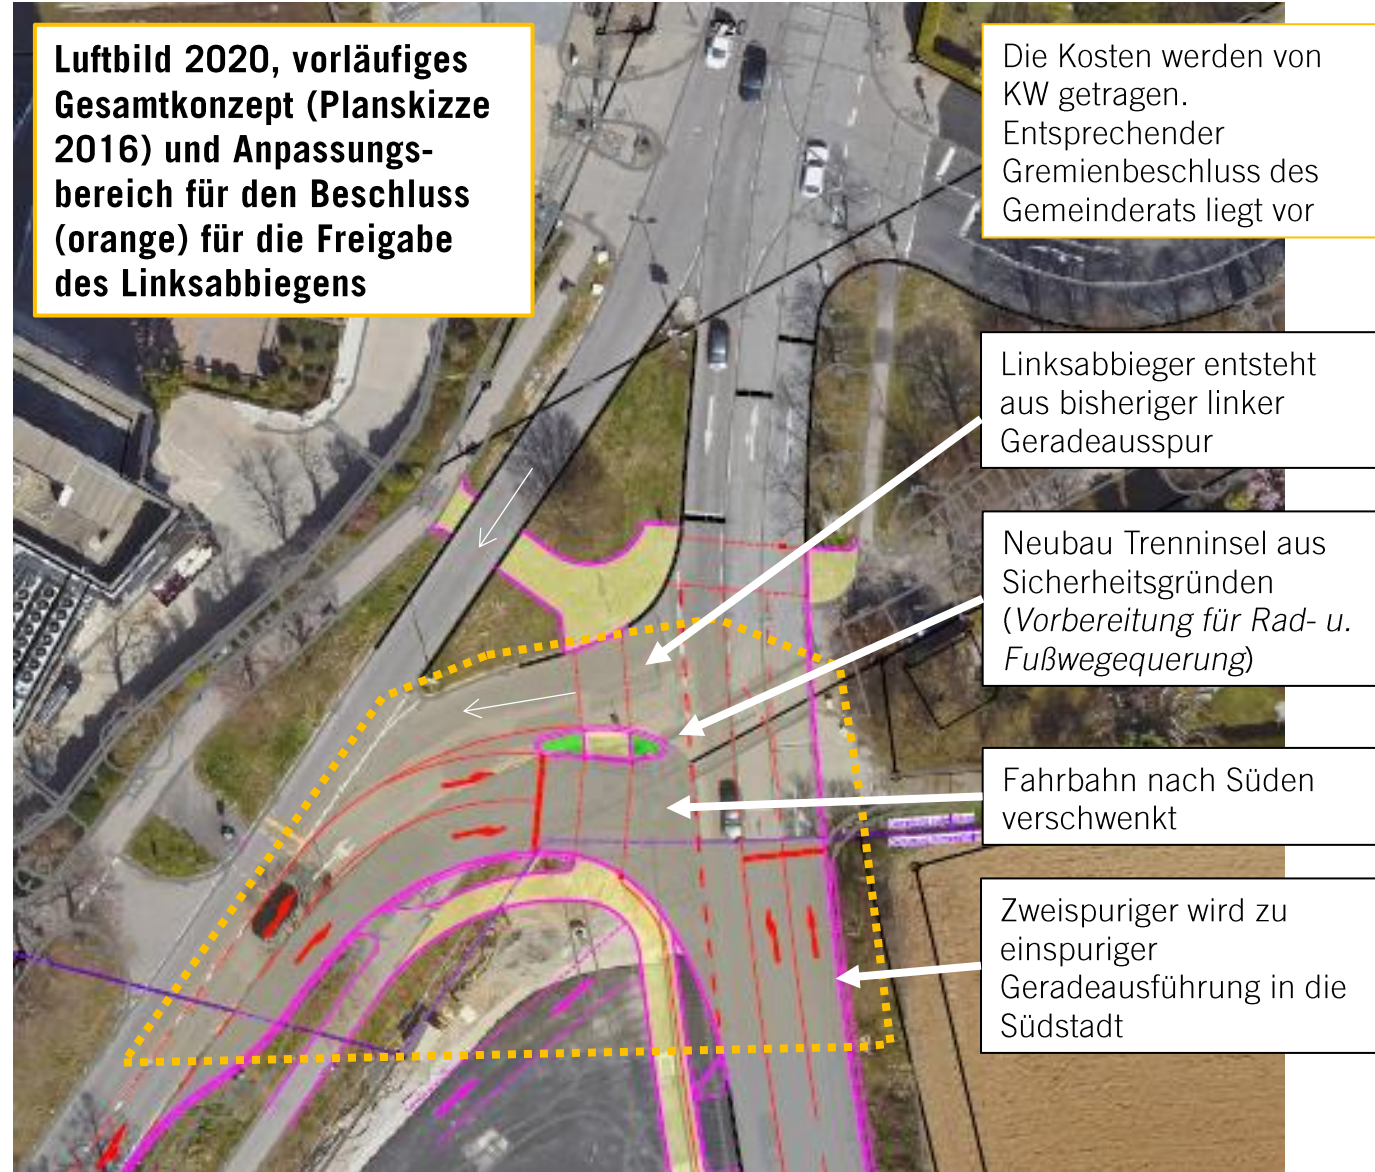 Luftbild 2020, vorläufiges
Gesamtkonzept (Planskizze
2016) und Anpassungs-
bereich für den Beschluss
(orange) für die Freigabe
des Linksabbiegens
Die Kosten werden von
KW getragen.
Entsprechender
Gremienbeschluss des
Gemeinderats liegt vor
Linksabbieger entsteht
aus bisheriger linker
Geradeausspur
Neubau Trenninsel aus
Sicherheitsgründen
(Vorbereitung für Rad- u.
Fußwegequerung)
Fahrbahn nach Süden
verschwenkt
Zweispuriger wird zu
einspuriger
Geradeausführung in die
Südstadt